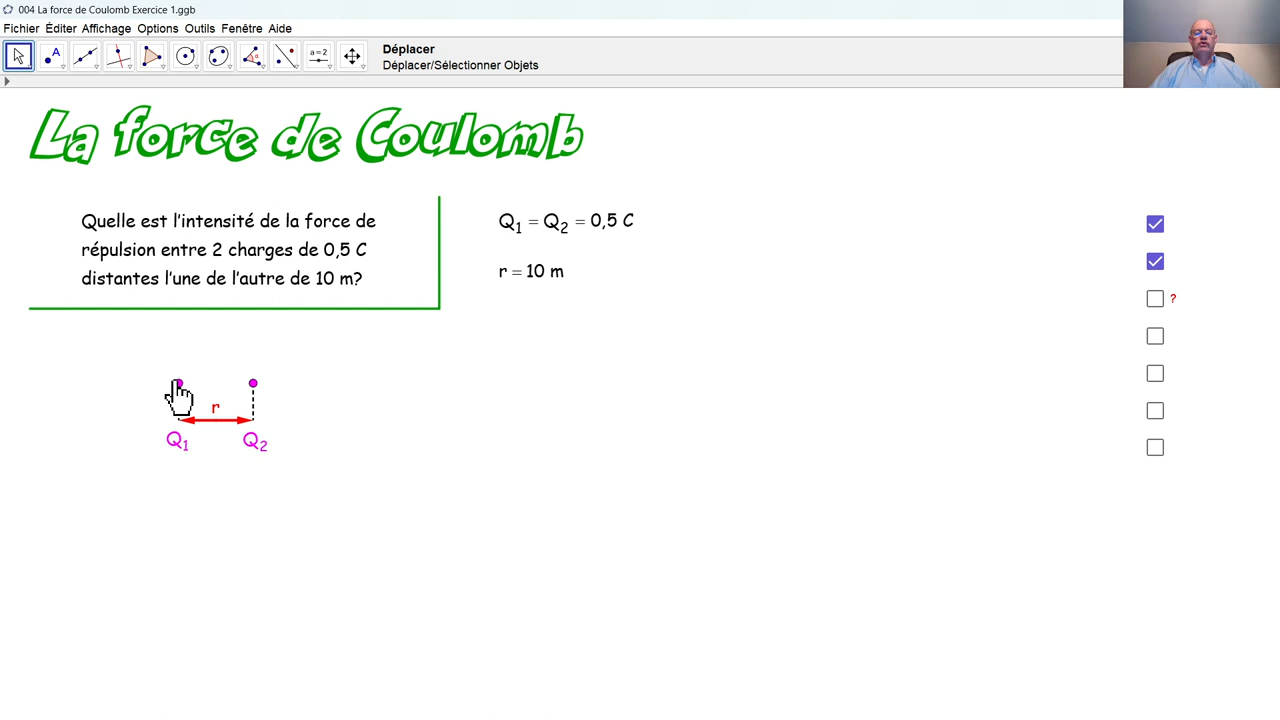 004 La force de Coulomb Exercice 1.ggb
Fichier Éditer Affichage Options Outils Fenêtre Aide
A
a=2
Déplacer
Déplacer/Sélectionner Objets
La force de Coulomb
Quelle est l'intensité de la force de
répulsion entre 2 charges de 0,5 C
distantes l'une de l'autre de 10 m?
Q₁ = Q₂ = 0,5 C
r = 10 m
?
r
Q₁ Q₂